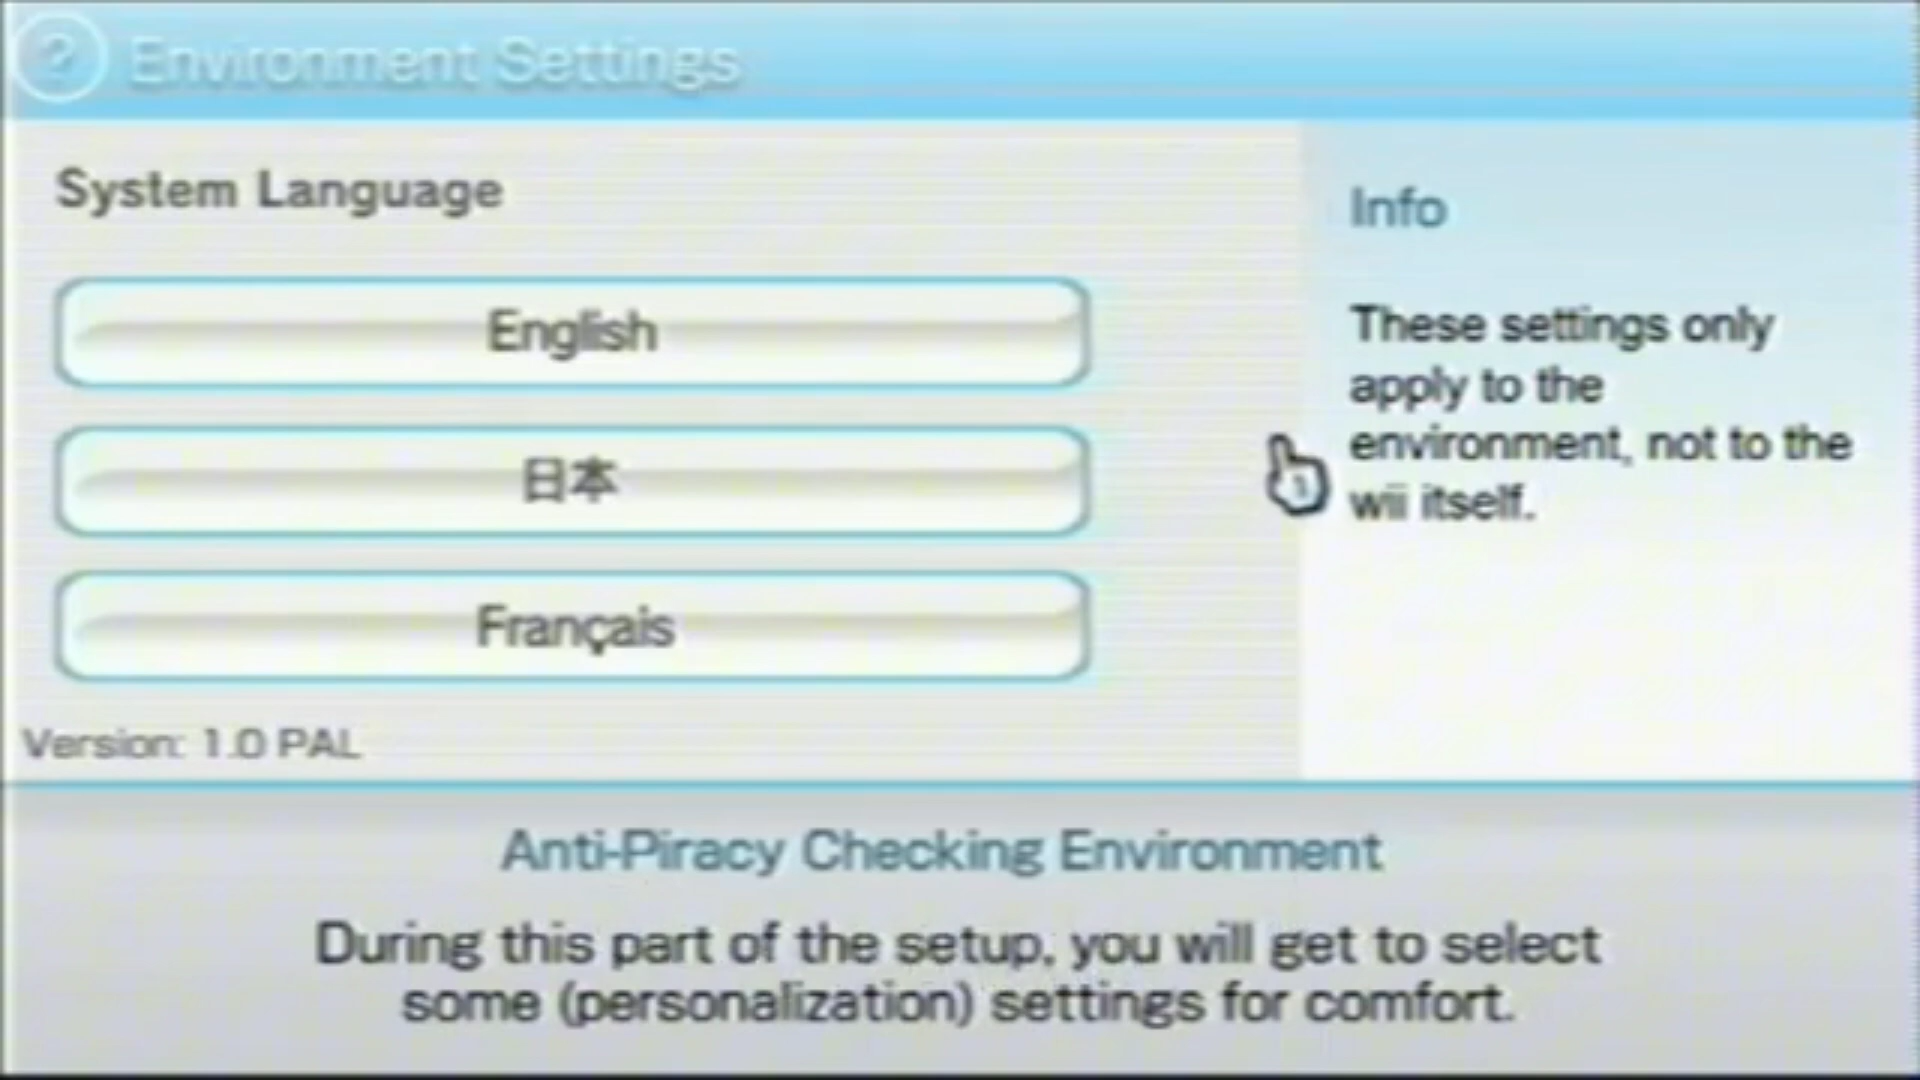 ? Environment Settings
System Language
English
日本
Français
Version: 1.0 PAL
Info
These settings only
apply to the
environment, not to the
wii itself.
Anti-Piracy Checking Environment
During this part of the setup, you will get to select
some (personalization) settings for comfort.